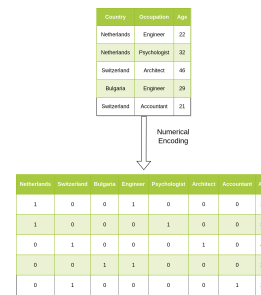 Country Occupation Age
Netherlands Engineer 22
Netherlands Psychologist 32
Switzerland Architect 46
Bulgaria Engineer 29
Switzerland Accountant 21
Numerical
Encoding
Netherlands Switzerland Bulgaria Engineer Psychologist Architect Accountant
1 0 0 1 0 0 0
1 0 0 0 1 0 0
0 1 0 0 0 1 0
0 0 1 1 0 0 0
0 1 0 0 0 0 1